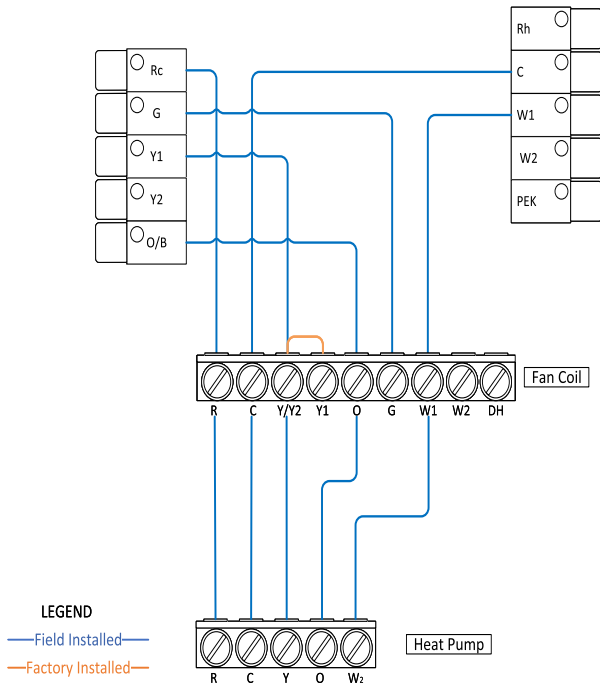 Rc
G
Y1
Y2
O/B
Rh
C
W1
W2
PEK
Fan Coil
R C Y/Y2 Y1 O G W1 W2 DH
LEGEND
Field Installed
Factory Installed
Heat Pump
R C Y O W2